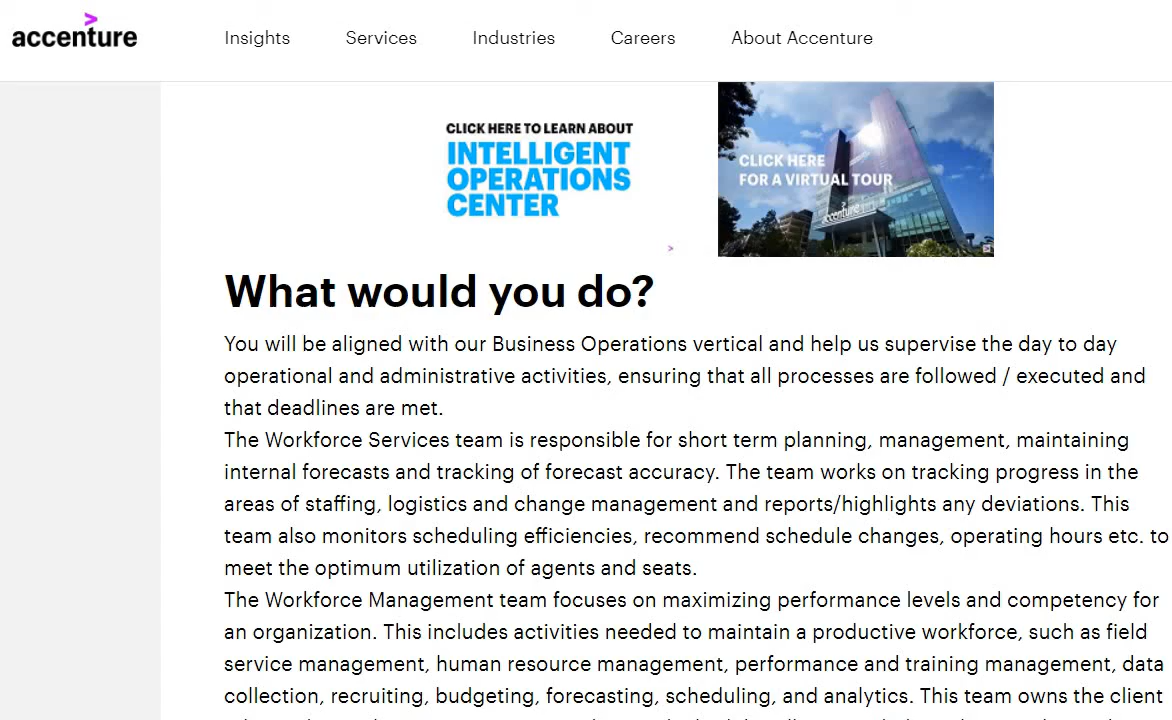 accenture
Insights
Services
Industries
Careers
About Accenture
CLICK HERE TO LEARN ABOUT
INTELLIGENT
OPERATIONS
CENTER
>
CLICK HERE
FOR A VIRTUAL TOUR
accenture
What would you do?
You will be aligned with our Business Operations vertical and help us supervise the day to day
operational and administrative activities, ensuring that all processes are followed / executed and
that deadlines are met.
The Workforce Services team is responsible for short term planning, management, maintaining
internal forecasts and tracking of forecast accuracy. The team works on tracking progress in the
areas of staffing, logistics and change management and reports/highlights any deviations. This
team also monitors scheduling efficiencies, recommend schedule changes, operating hours etc. to
meet the optimum utilization of agents and seats.
The Workforce Management team focuses on maximizing performance levels and competency for
an organization. This includes activities needed to maintain a productive workforce, such as field
service management, human resource management, performance and training management, data
collection, recruiting, budgeting, forecasting, scheduling, and analytics. This team owns the client